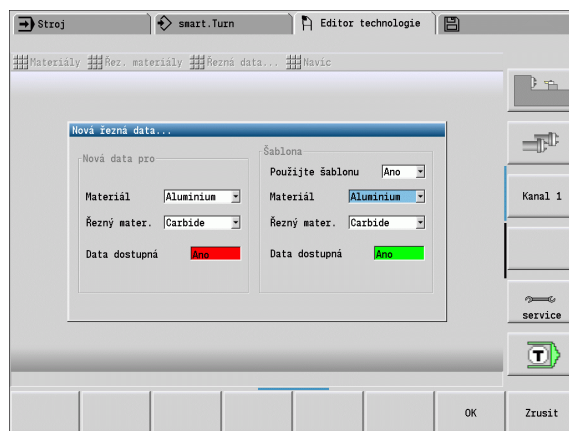 Stroj
smart.Turn
Editor technologie
Materiály Řez. materiály Řezná data... Navíc
Nová řezná data...
Nová data pro
Materiál Aluminium
Řezný mater. Carbide
Data dostupná Ano
Šablona
Použijte šablonu Ano
Materiál Aluminium
Řezný mater. Carbide
Data dostupná Ano
Kanal 1
service
T
OK
Zrusit